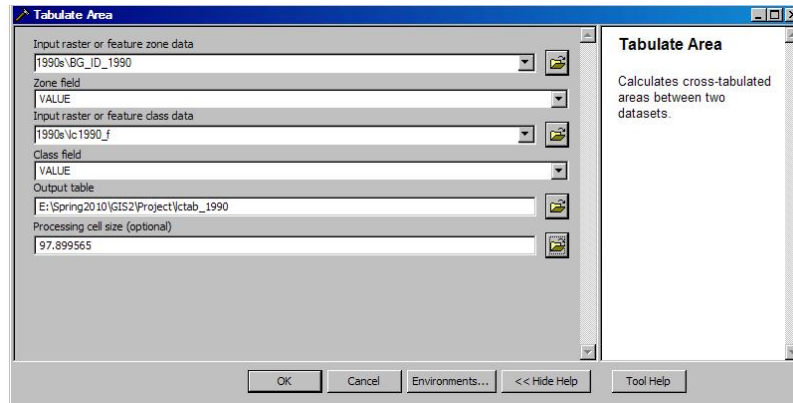 Tabulate Area
Input raster or feature zone data
1990s\BG_ID_1990
Zone field
VALUE
Input raster or feature class data
1990s\lc1990_f
Class field
VALUE
Output table
E:\Spring2010\GIS2\Project\lctab_1990
Processing cell size (optional)
97.899565
Tabulate Area
Calculates cross-tabulated
areas between two
datasets.
OK
Cancel
Environments...
<< Hide Help
Tool Help